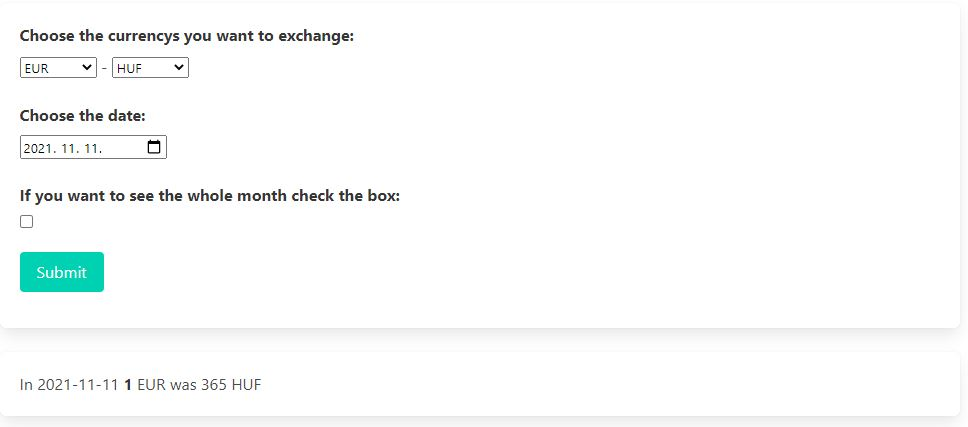 Choose the currencys you want to exchange:
EUR - HUF
Choose the date:
2021. 11. 11.
If you want to see the whole month check the box:
Submit
In 2021-11-11 1 EUR was 365 HUF